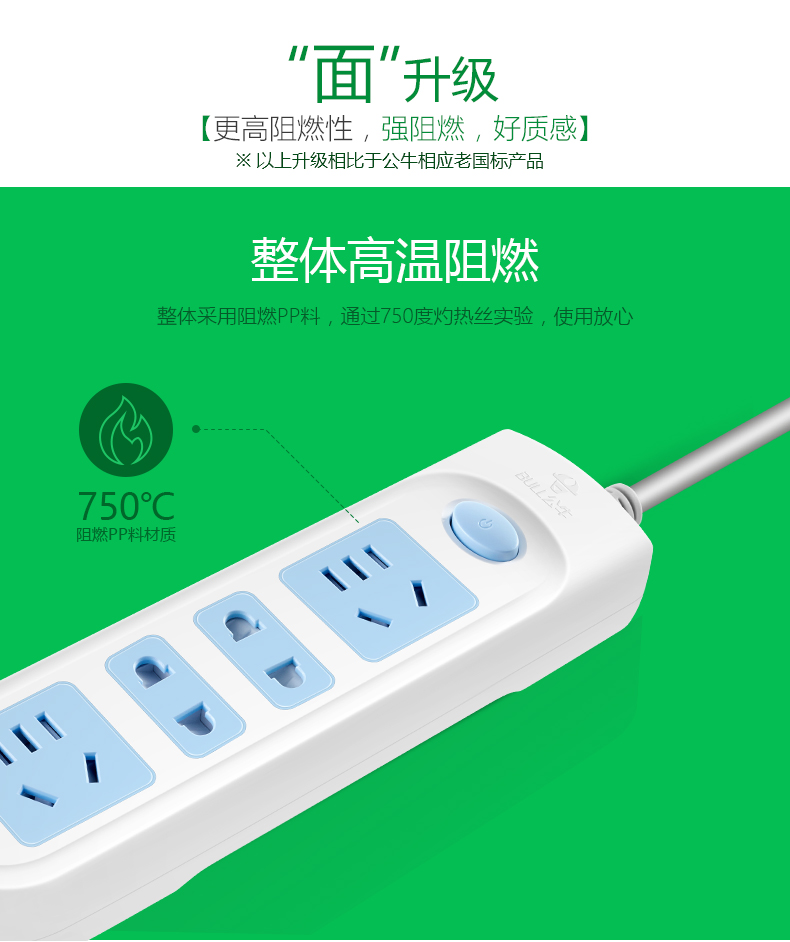 “面”升级
【更高阻燃性，强阻燃，好质感】
※以上升级相比于公牛相应老国标产品
整体高温阻燃
整体采用阻燃PP料，通过750度灼热丝实验，使用放心
750℃
阻燃PP料材质
BULL公牛